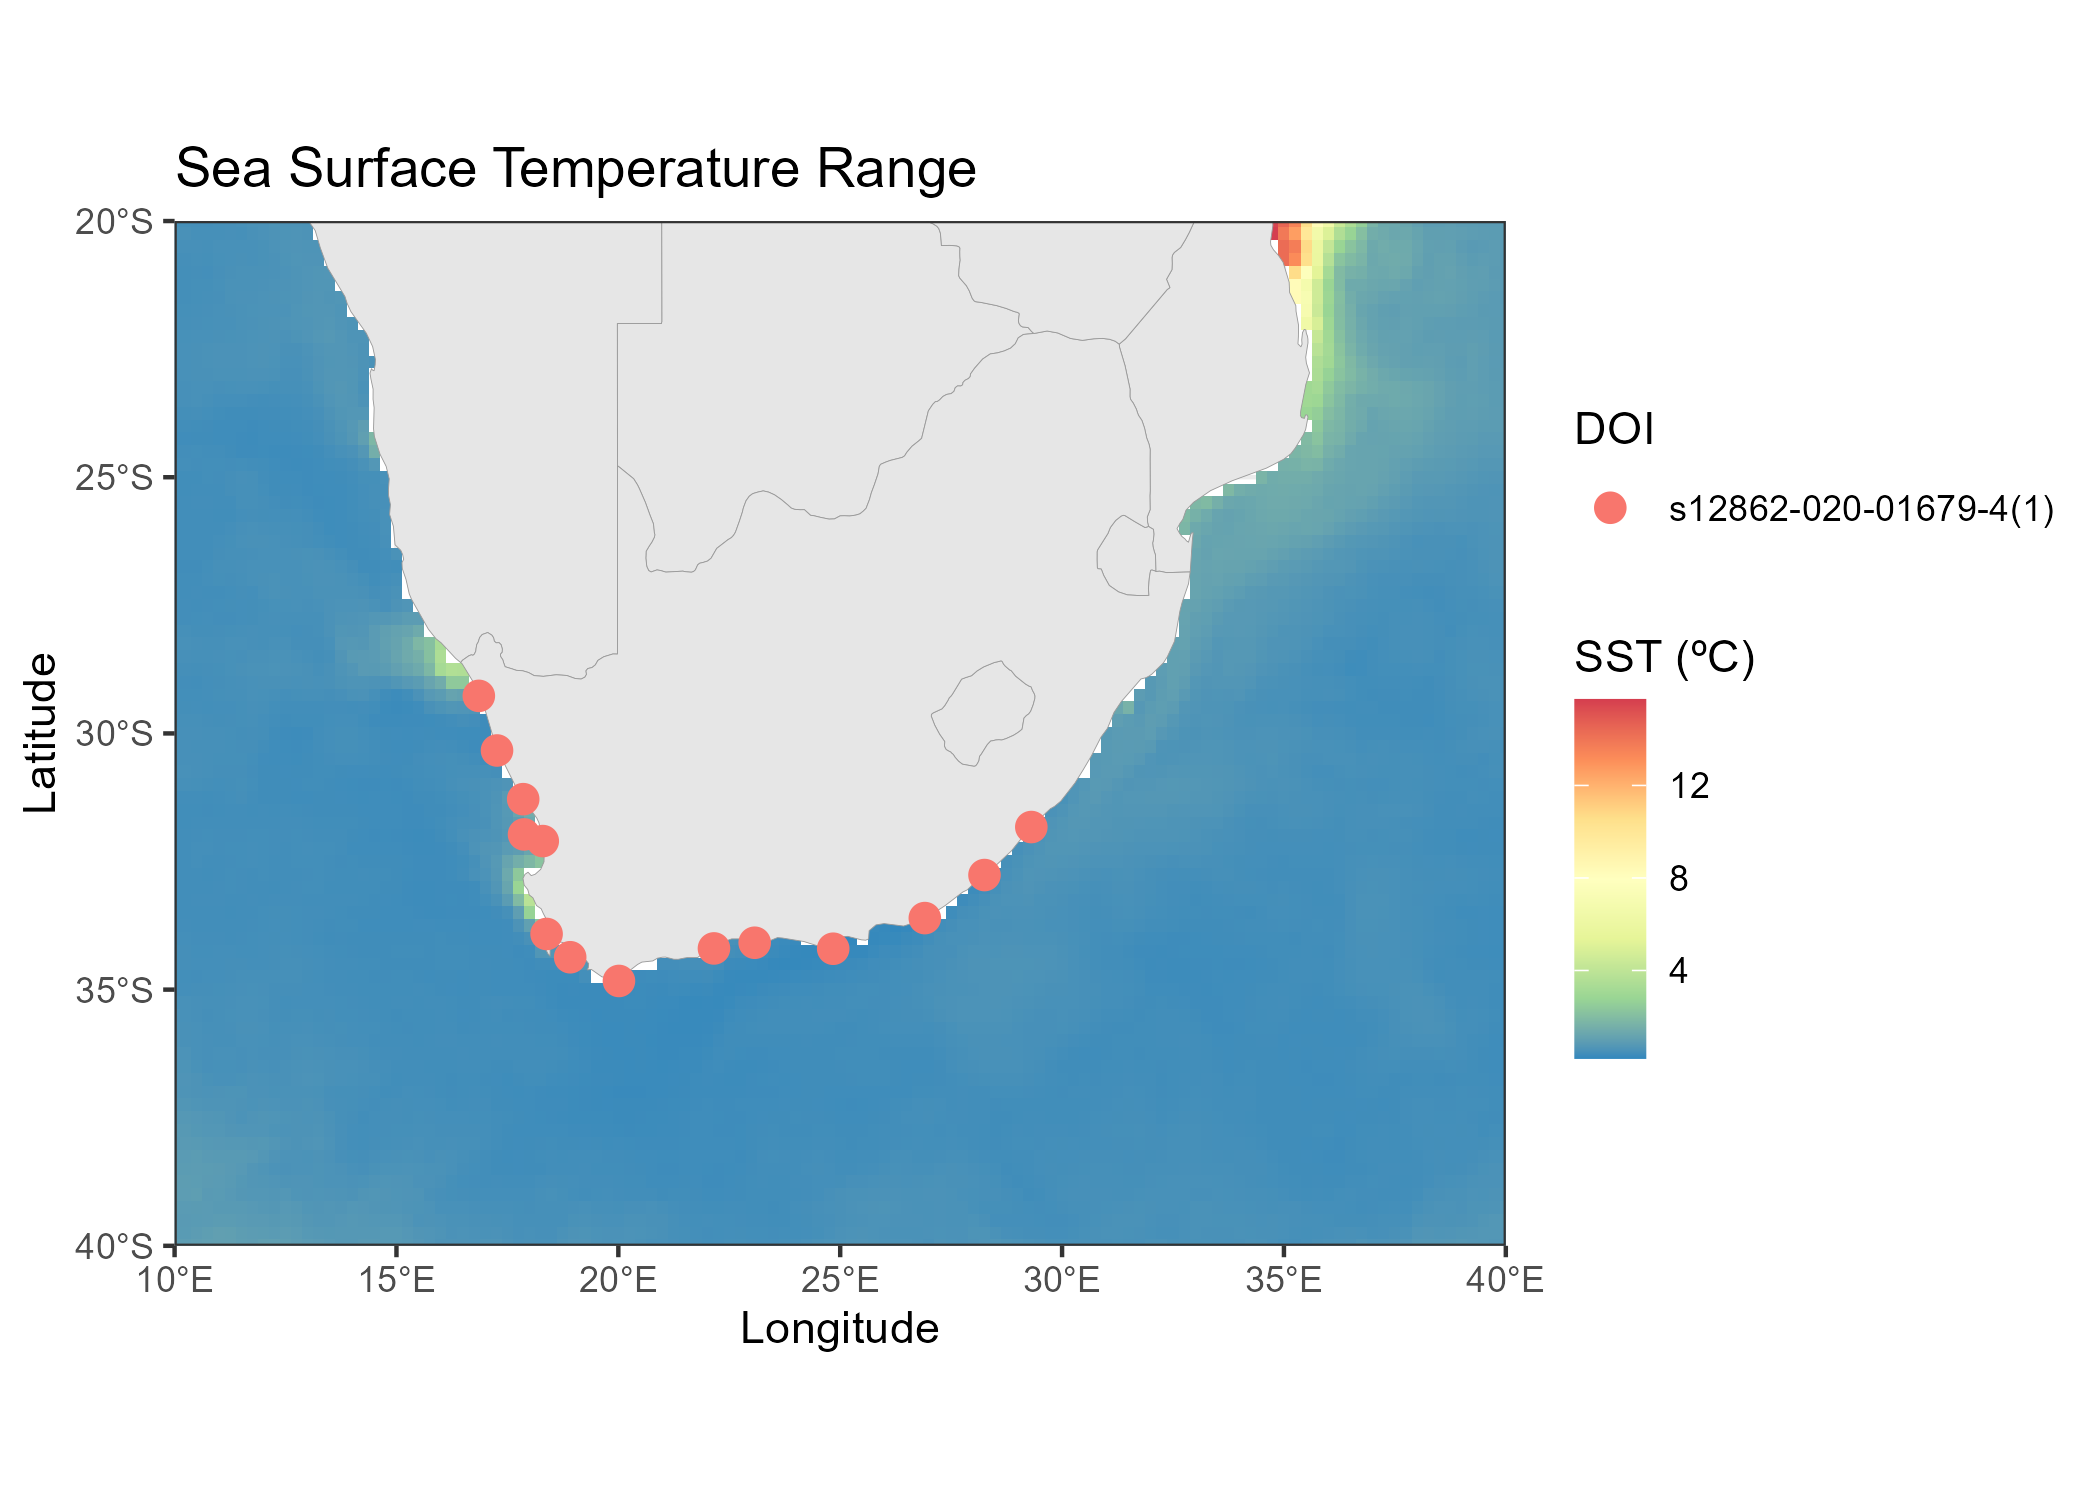 Sea Surface Temperature Range
20°S
25°S
30°S
35°S
40°S
Latitude
10°E 15°E 20°E 25°E 30°E 35°E 40°E
Longitude
DOI
s12862-020-01679-4(1)
SST (ºC)
12
8
4